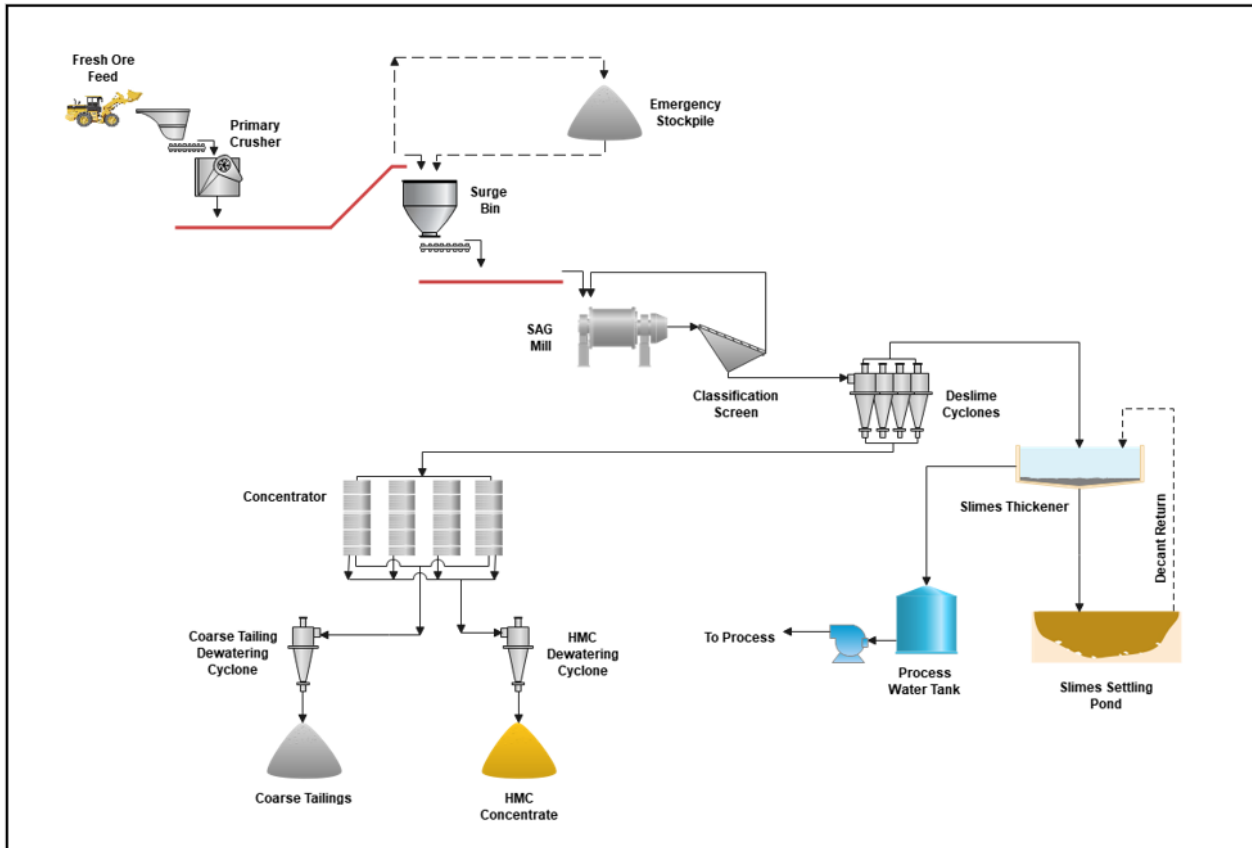 Fresh Ore
Feed
Primary
Crusher
Emergency
Stockpile
Surge
Bin
SAG
Mill
Classification
Screen
Deslime
Cyclones
Concentrator
Slimes Thickener
Decant Return
Coarse Tailing
Dewatering
Cyclone
HMC
Dewatering
Cyclone
To Process
Process
Water Tank
Slimes Settling
Pond
Coarse Tailings
HMC
Concentrate